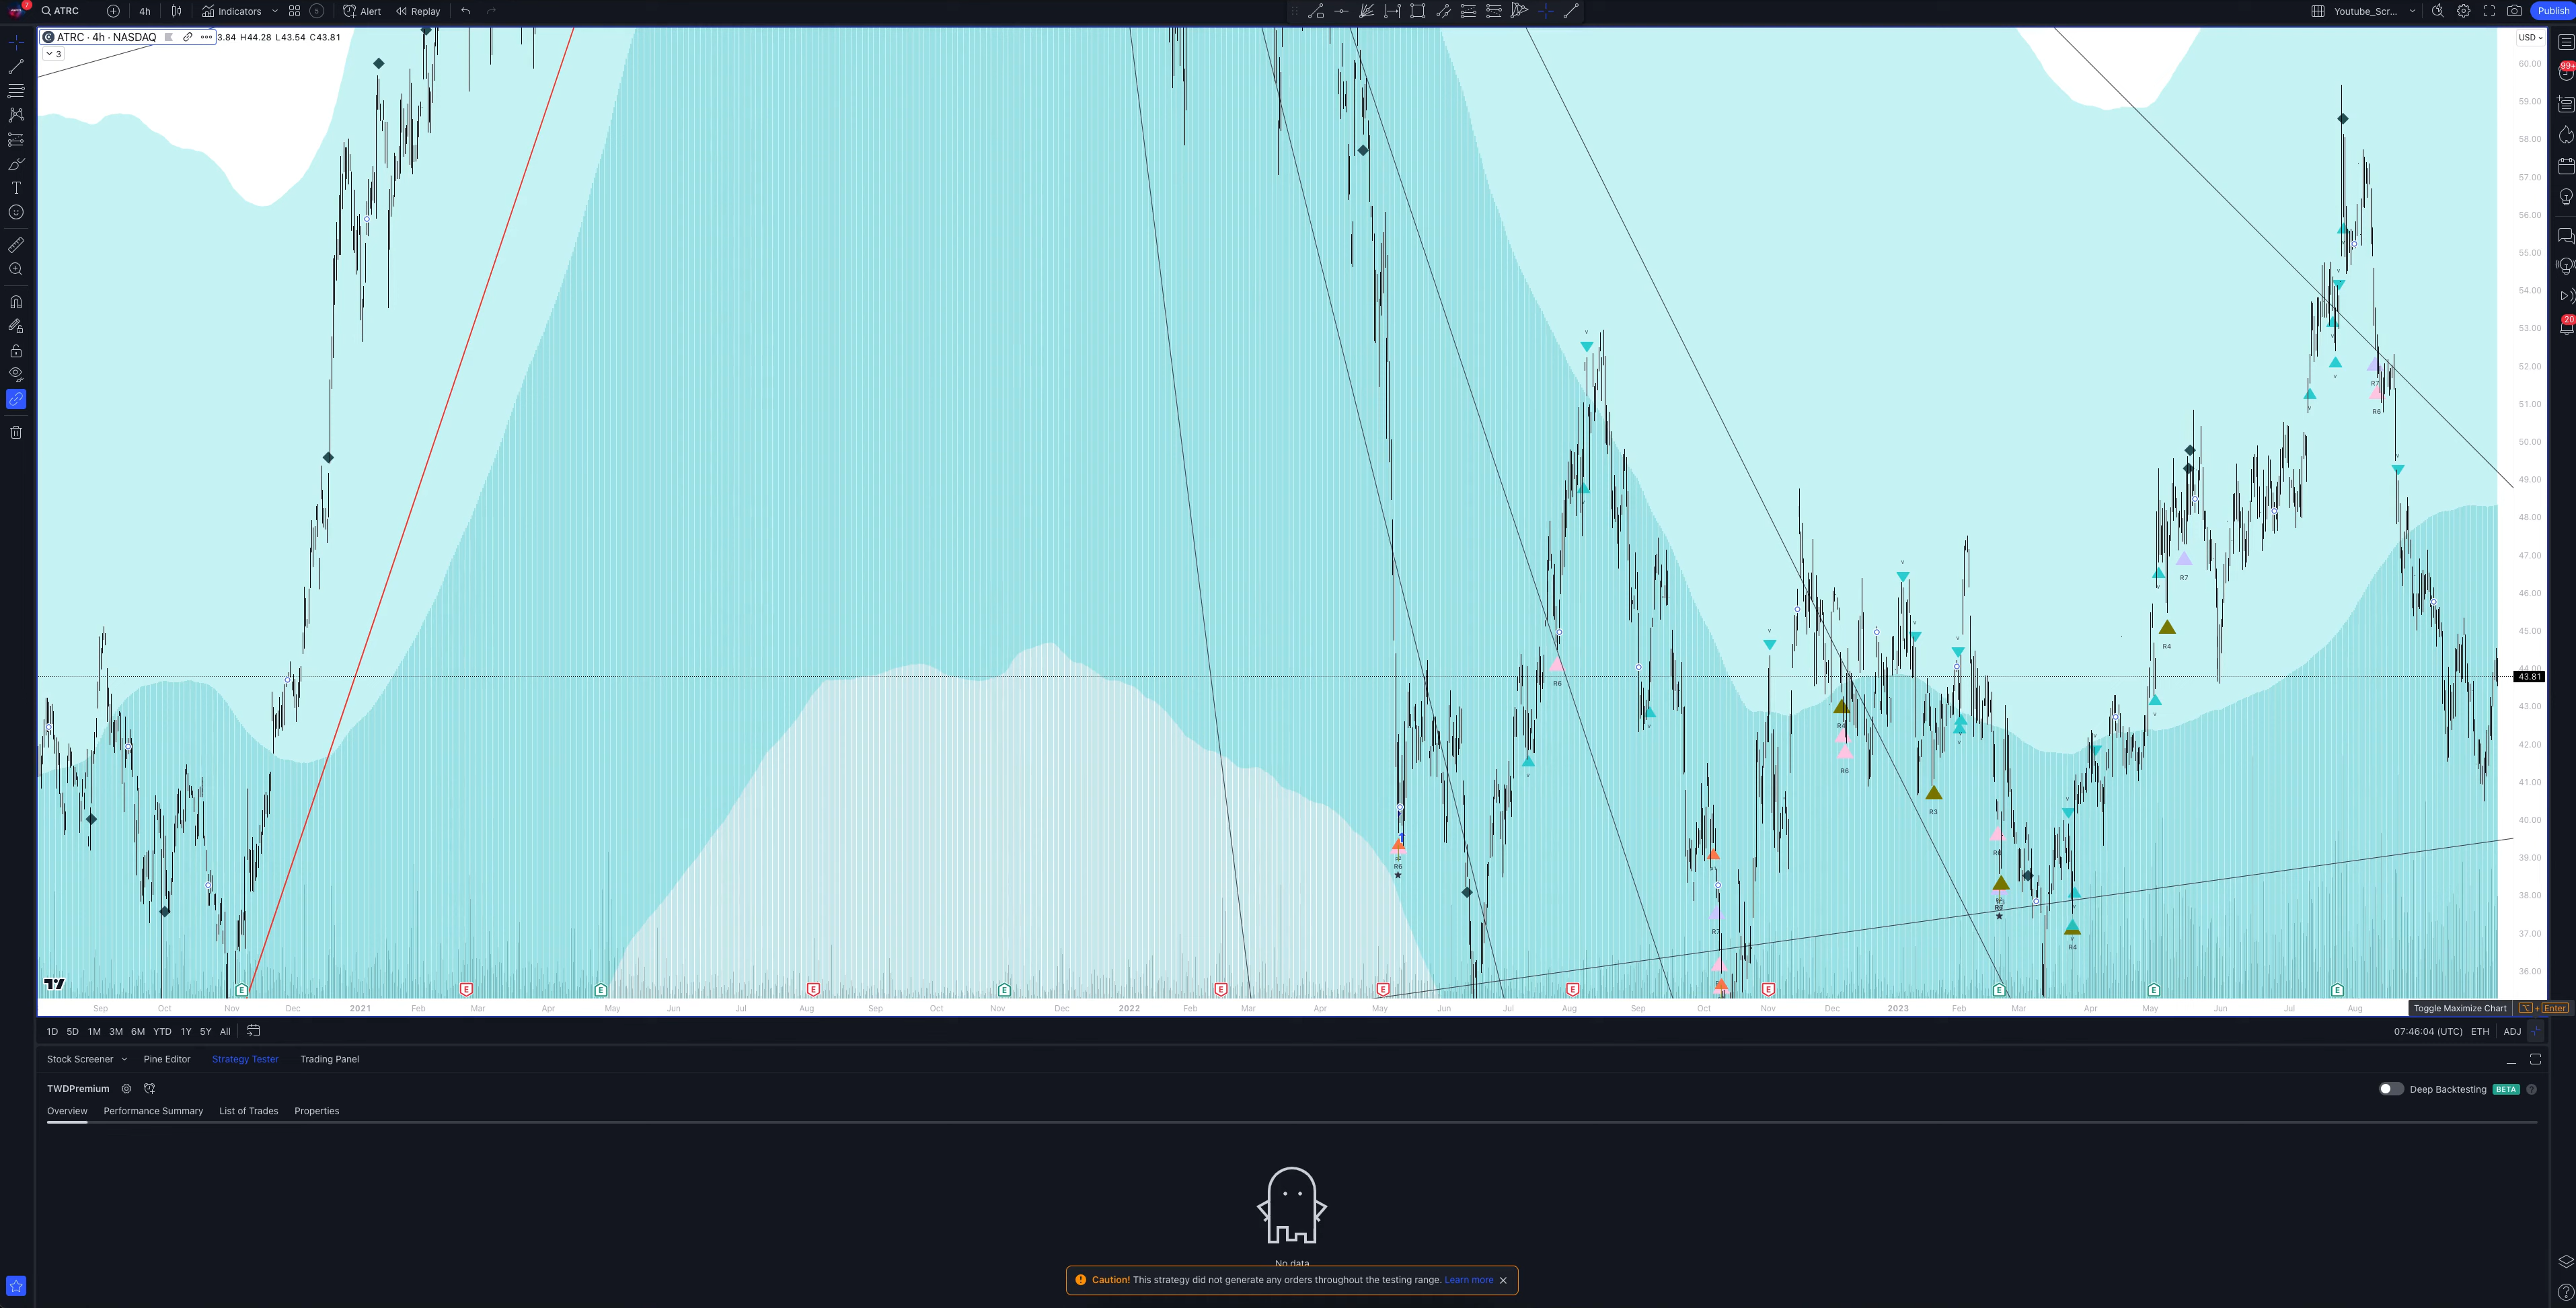 7 ATRC 4h Indicators 5 Alert Replay Youtube_Scr... Publish
ATRC · 4h · NASDAQ 3.84 H44.28 L43.54 C43.81 USD
3
60.00
99+
59.00
58.00
57.00
56.00
55.00
54.00
20
53.00
52.00
R7
51.00
R6
50.00
49.00
48.00
47.00
R7
46.00
45.00
R4
44.00
R6
43.81
43.00
R4
42.00
R6
41.00
R3
40.00
39.00
R6
38.00
R7
37.00
R4
36.00
E E E E E E E E E E E E E
Sep Oct Nov Dec 2021 Feb Mar Apr May Jun Jul Aug Sep Oct Nov Dec 2022 Feb Mar Apr May Jun Jul Aug Sep Oct Nov Dec 2023 Feb Mar Apr May Jun Jul Aug Toggle Maximize Chart ⌥ + Enter
1D 5D 1M 3M 6M YTD 1Y 5Y All 07:46:04 (UTC) ETH ADJ
Stock Screener Pine Editor Strategy Tester Trading Panel
TWDPremium Deep Backtesting BETA ?
Overview Performance Summary List of Trades Properties
No data
Caution! This strategy did not generate any orders throughout the testing range. Learn more